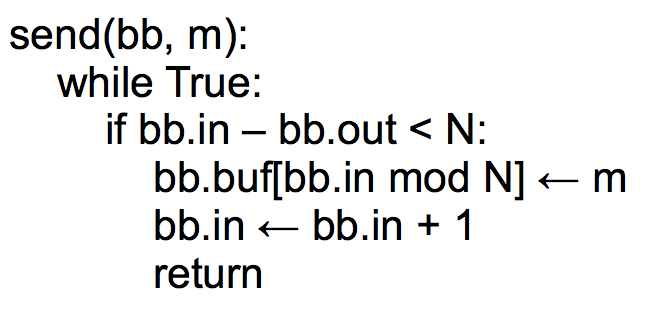 send(bb, m):
while True:
if bb.in – bb.out < N:
bb.buf[bb.in mod N] ← m
bb.in ← bb.in + 1
return